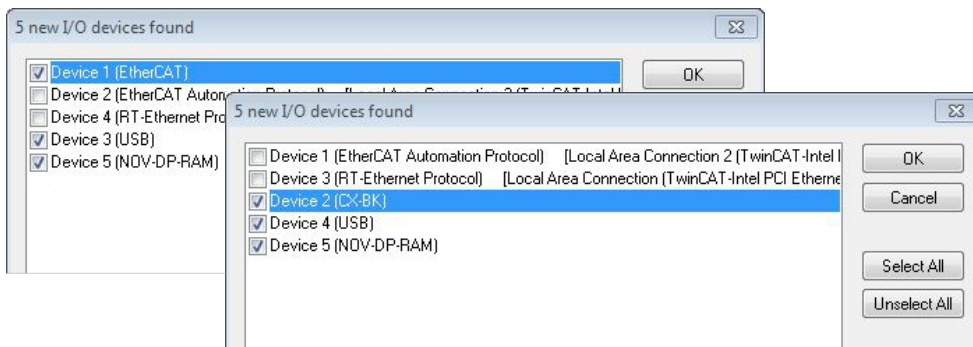 5 new I/O devices found
Device 1 (EtherCAT)
Device 2 (EtherCAT
Device 4 (RT-Ethernet
Device 3 (USB)
Device 5 (NOV-DP-RAM)
OK
5 new I/O devices found
Device 1 (EtherCAT Automation Protocol) [Local Area Connection 2 (TwinCAT-Intel
Device 3 (RT-Ethernet Protocol) [Local Area Connection (TwinCAT-Intel PCI Etherne
Device 2 (CX-BK)
Device 4 (USB)
Device 5 (NOV-DP-RAM)
OK
Cancel
Select All
Unselect All